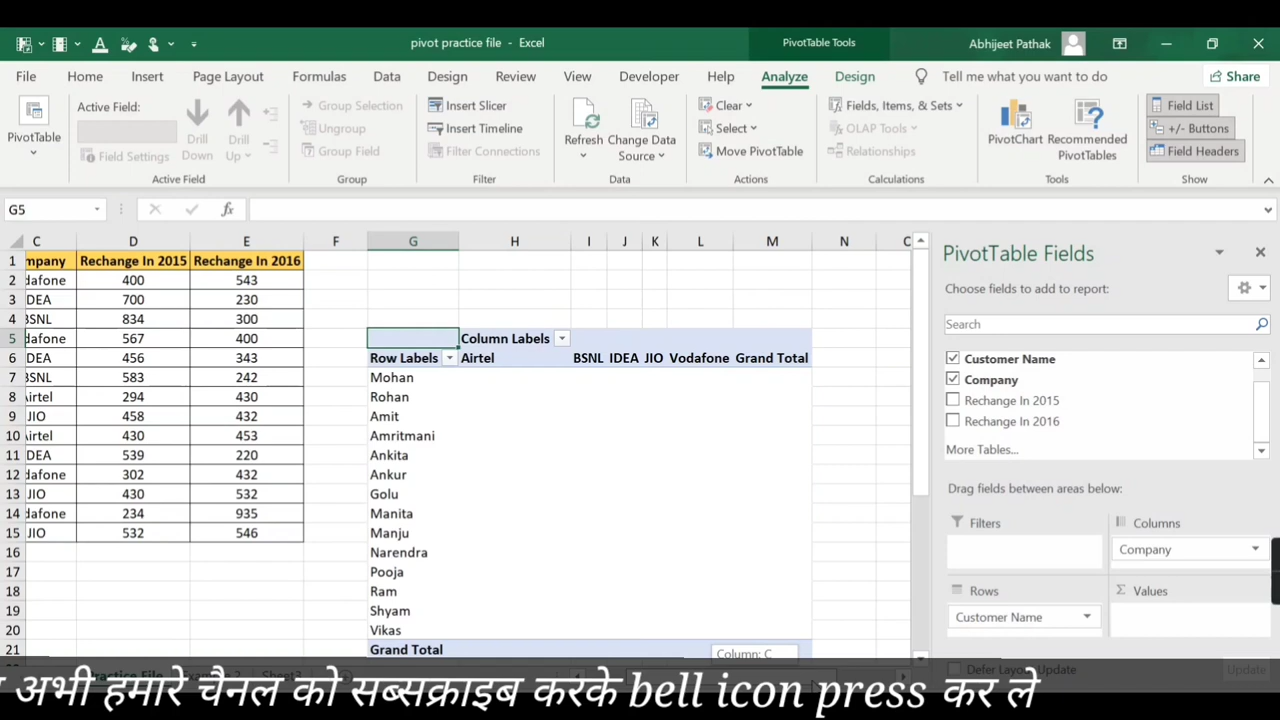 pivot practice file - Excel
PivotTable Tools
Abhijeet Pathak
File Home Insert Page Layout Formulas Data Design Review View Developer Help Analyze Design Tell me what you want to do Share
PivotTable
Active Field:
Field Settings
Drill Down
Drill Up
Active Field
Group Selection
Ungroup
Group Field
Group
Insert Slicer
Insert Timeline
Filter Connections
Filter
Refresh
Change Data Source
Data
Clear
Select
Move PivotTable
Actions
Fields, Items, & Sets
OLAP Tools
Relationships
Calculations
PivotChart
Recommended PivotTables
Tools
Field List
+/- Buttons
Field Headers
Show
G5
fx
C D E F G H I J K L M N C
1 mpany Rechange In 2015 Rechange In 2016
2 dafone 400 543
3 DEA 700 230
4 BSNL 834 300
5 dafone 567 400 Column Labels
6 DEA 456 343 Row Labels Airtel BSNL IDEA JIO Vodafone Grand Total
7 BSNL 583 242 Mohan
8 Airtel 294 430 Rohan
9 JIO 458 432 Amit
10 Airtel 430 453 Amritmani
11 DEA 539 220 Ankita
12 dafone 302 432 Ankur
13 JIO 430 532 Golu
14 dafone 234 935 Manita
15 JIO 532 546 Manju
16 Narendra
17 Pooja
18 Ram
19 Shyam
20 Vikas
21 Grand Total
Column: C
PivotTable Fields
Choose fields to add to report:
Search
Customer Name
Company
Rechange In 2015
Rechange In 2016
More Tables...
Drag fields between areas below:
Filters
Columns
Company
Rows
Customer Name
Σ Values
Defer Layout Update
Update
अभी हमारे चैनल को सब्सक्राइब करके bell icon press कर ले